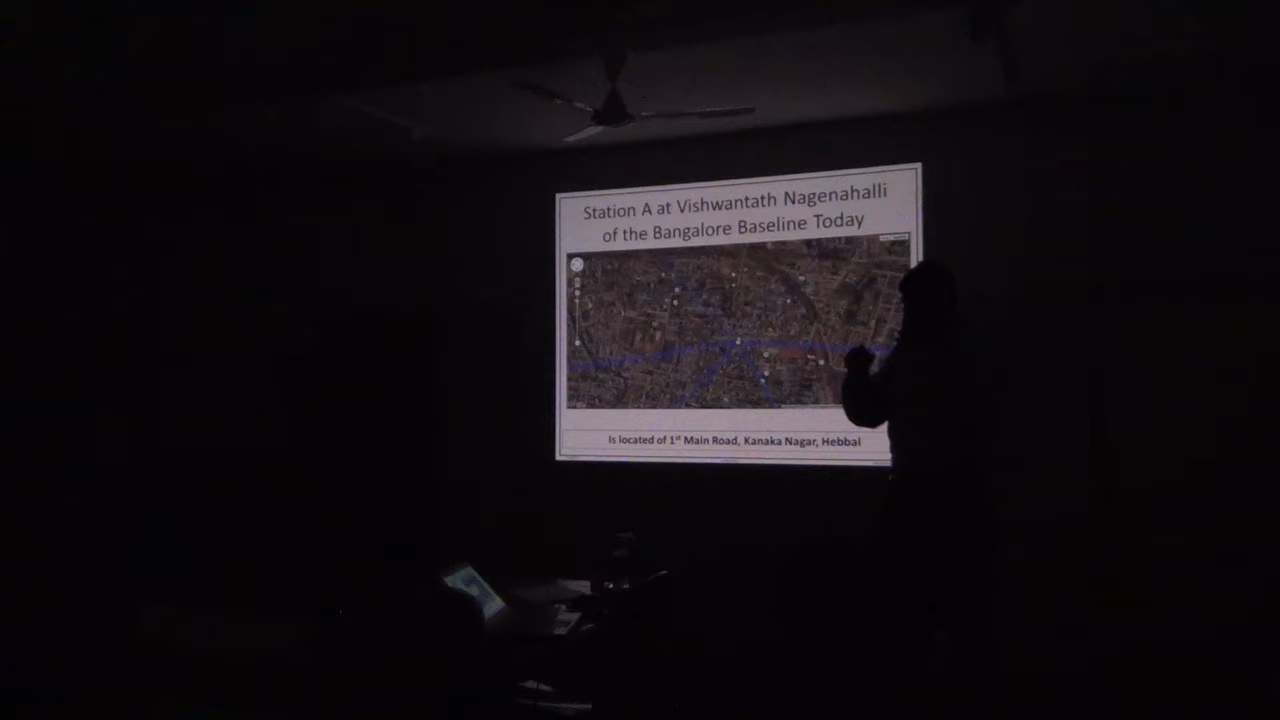 Station A at Vishwantath Nagenahalli
of the Bangalore Baseline Today
Is located of 1st Main Road, Kanaka Nagar, Hebbal